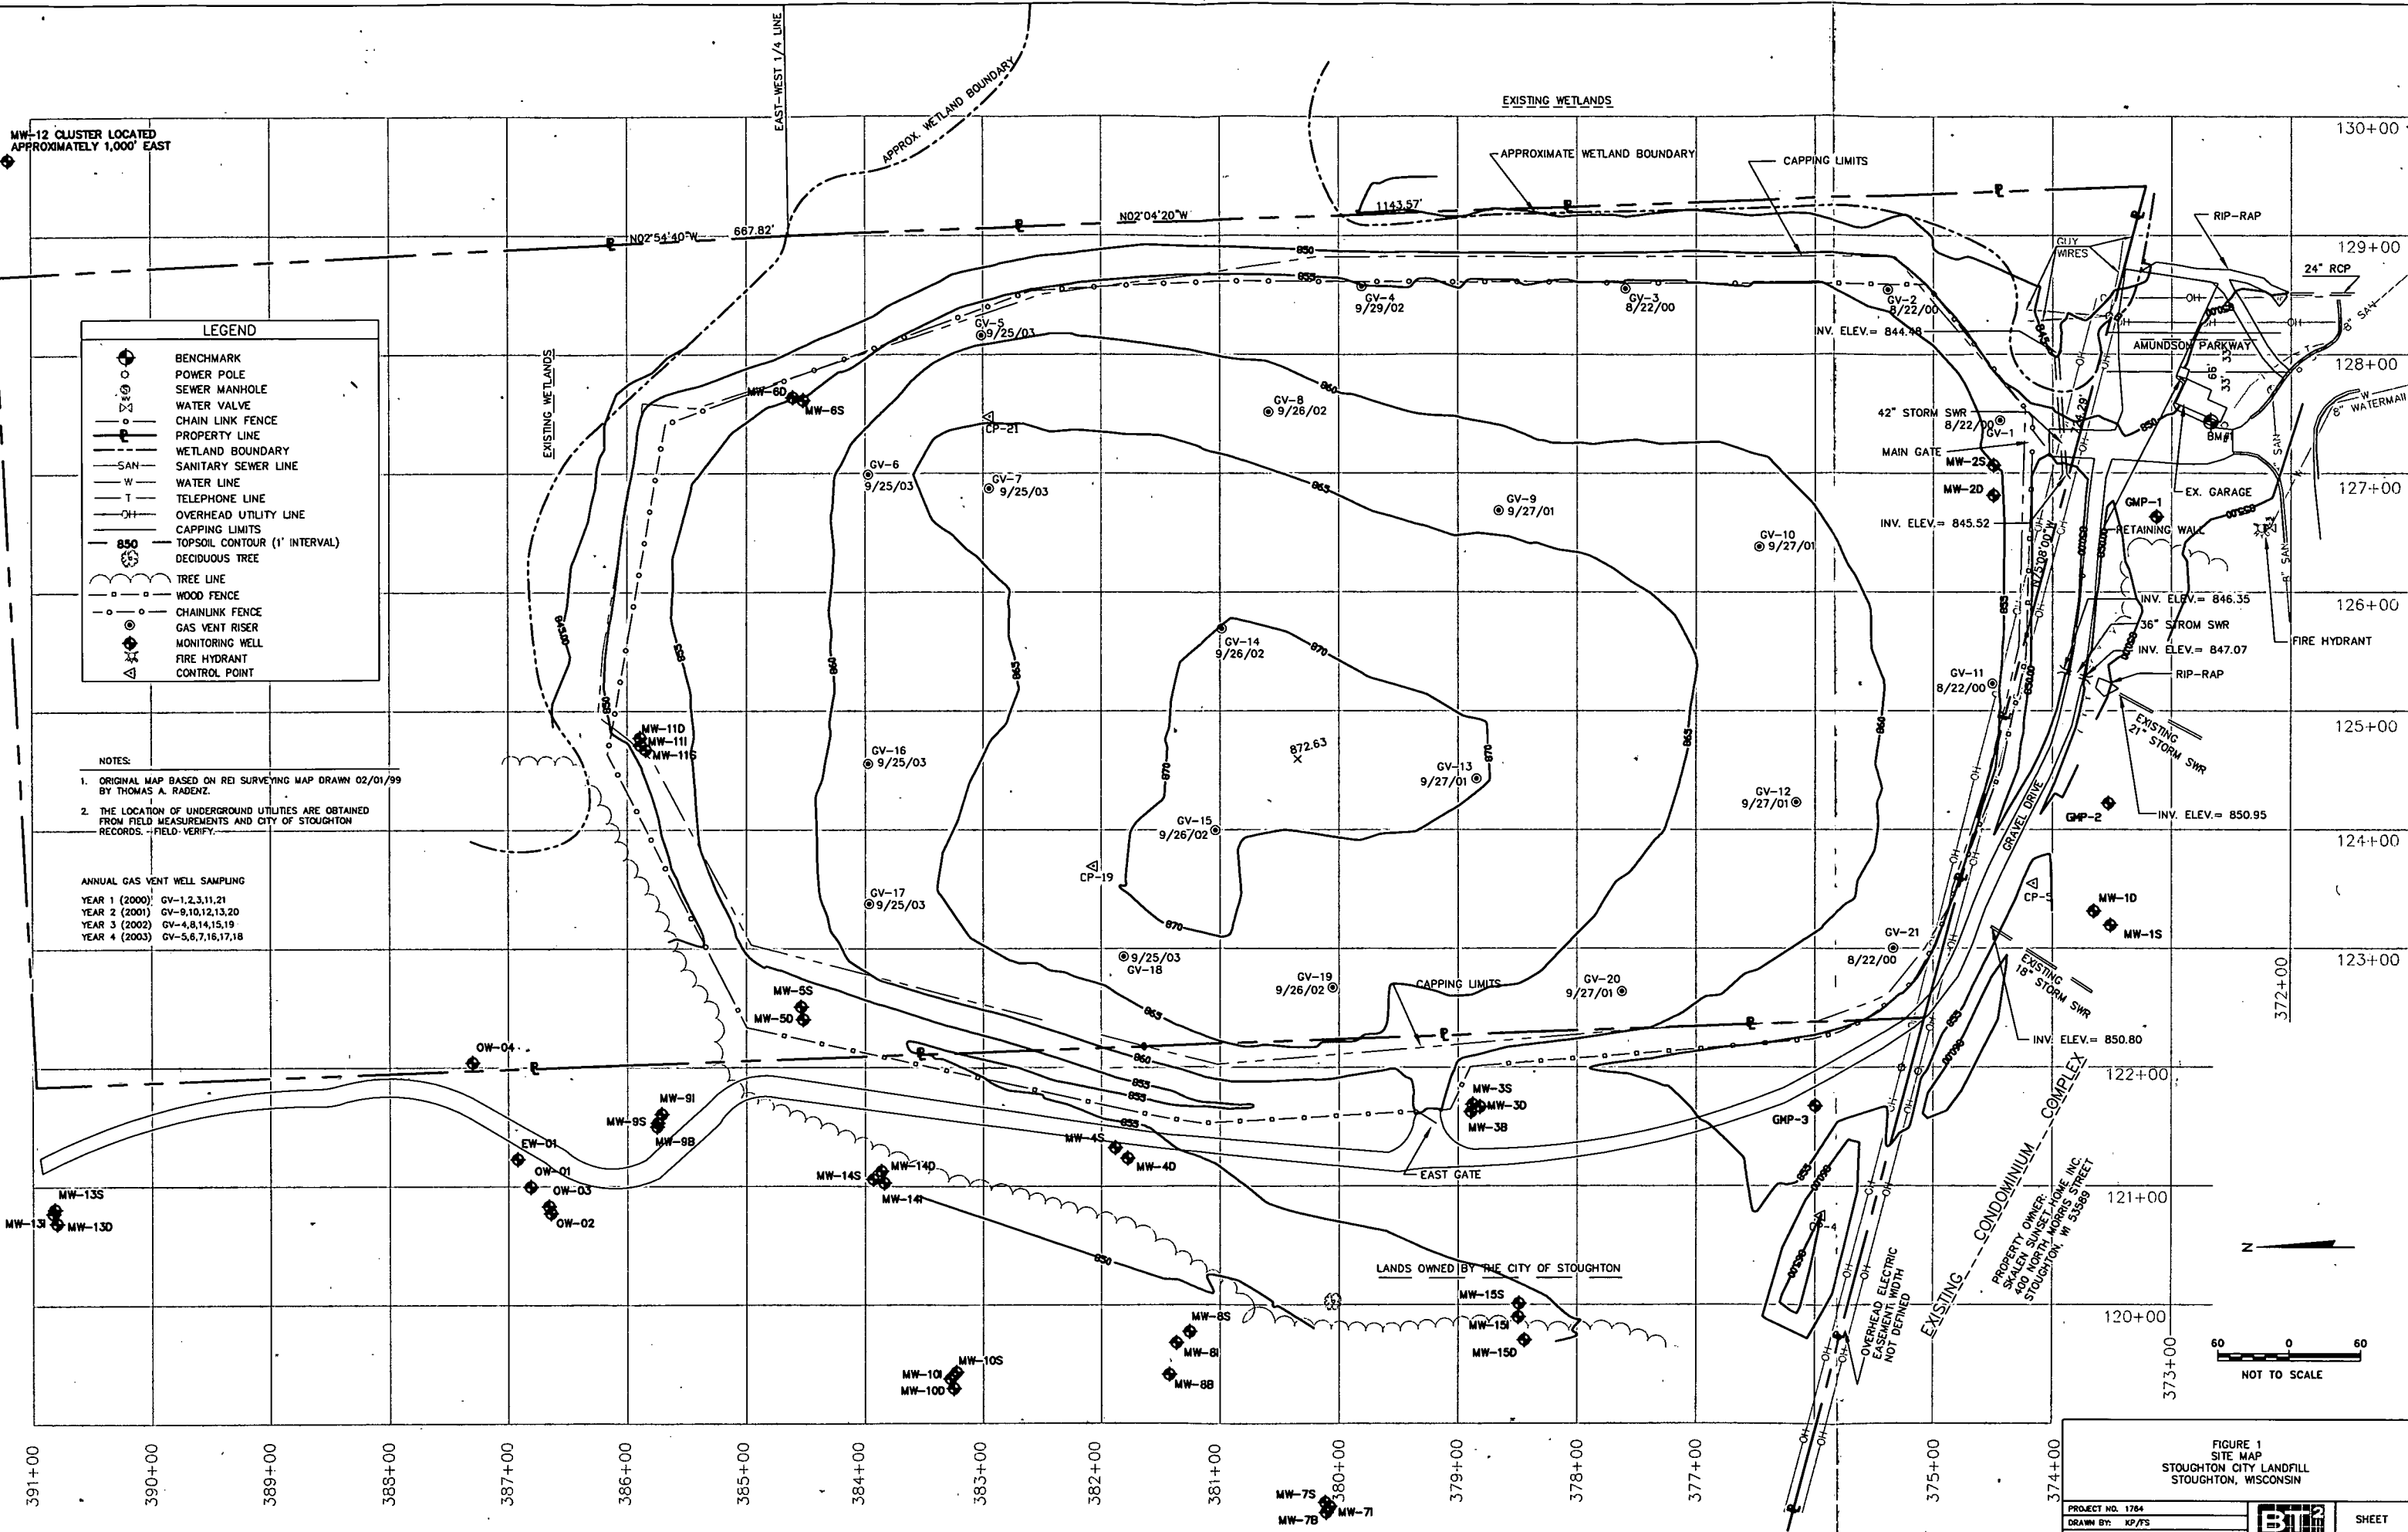 MW-12 CLUSTER LOCATED
APPROXIMATELY 1,000' EAST
EAST-WEST 1/4 LINE
APPROX. WETLAND BOUNDARY
EXISTING WETLANDS
APPROXIMATE WETLAND BOUNDARY
CAPPING LIMITS
130+00
129+00
128+00
127+00
126+00
125+00
124+00
123+00
122+00
121+00
120+00
N02°54'40"W
667.82'
N02°04'20"W
1143.57'
RIP-RAP
GUY
WIRES
24" RCP
8" SAN
LEGEND
BENCHMARK
POWER POLE
SEWER MANHOLE
WATER VALVE
CHAIN LINK FENCE
PROPERTY LINE
WETLAND BOUNDARY
SAN SANITARY SEWER LINE
W WATER LINE
T TELEPHONE LINE
OH OVERHEAD UTILITY LINE
CAPPING LIMITS
850 TOPSOIL CONTOUR (1' INTERVAL)
DECIDUOUS TREE
TREE LINE
WOOD FENCE
CHAINLINK FENCE
GAS VENT RISER
MONITORING WELL
FIRE HYDRANT
CONTROL POINT
EXISTING WETLANDS
GV-5
9/25/03
GV-4
9/29/02
GV-3
8/22/00
GV-2
8/22/00
INV. ELEV.= 844.48
AMUNDSON PARKWAY
66'
33'
33'
8" WATERMAIN
MW-6D
MW-6S
CP-21
GV-8
9/26/02
42" STORM SWR
8/22/00
GV-1
MAIN GATE
724.29'
BM#1
MW-2S
MW-2D
EX. GARAGE
GV-6
9/25/03
GV-7
9/25/03
GV-9
9/27/01
GV-10
9/27/01
INV. ELEV.= 845.52
GMP-1
RETAINING WALL
8" SAN
N75°08'00"W
INV. ELEV.= 846.35
36" STROM SWR
INV. ELEV.= 847.07
RIP-RAP
FIRE HYDRANT
GV-14
9/26/02
GV-11
8/22/00
EXISTING
21" STORM SWR
MW-11D
MW-11I
MW-11S
GV-16
9/25/03
872.63
GV-13
9/27/01
GV-12
9/27/01
GV-15
9/26/02
GMP-2
INV. ELEV.= 850.95
GRAVEL DRIVE
NOTES:
1. ORIGINAL MAP BASED ON REI SURVEYING MAP DRAWN 02/01/99
BY THOMAS A. RADENZ.
2. THE LOCATION OF UNDERGROUND UTILITIES ARE OBTAINED
FROM FIELD MEASUREMENTS AND CITY OF STOUGHTON
RECORDS. FIELD VERIFY.
ANNUAL GAS VENT WELL SAMPLING
YEAR 1 (2000) GV-1,2,3,11,21
YEAR 2 (2001) GV-9,10,12,13,20
YEAR 3 (2002) GV-4,8,14,15,19
YEAR 4 (2003) GV-5,6,7,16,17,18
CP-19
GV-17
9/25/03
CP-5
MW-1D
MW-1S
9/25/03
GV-18
GV-19
9/26/02
CAPPING LIMITS
GV-20
9/27/01
GV-21
8/22/00
EXISTING
18" STORM SWR
INV. ELEV.= 850.80
372+00
MW-5S
MW-5D
OW-04
MW-9I
MW-9S
MW-9B
EW-01
OW-01
OW-03
OW-02
MW-13S
MW-13I
MW-13D
MW-4S
MW-4D
MW-14S
MW-14D
MW-14I
MW-3S
MW-3D
MW-3B
EAST GATE
GMP-3
CP-4
LANDS OWNED BY THE CITY OF STOUGHTON
EXISTING CONDOMINIUM COMPLEX
PROPERTY OWNER:
SKALEN SUNSET HOME INC.
400 NORTH MORRIS STREET
STOUGHTON, WI 53589
OVERHEAD ELECTRIC
EASEMENT: WIDTH
NOT DEFINED
MW-15S
MW-15I
MW-15D
MW-8S
MW-8I
MW-8B
MW-10S
MW-10I
MW-10D
MW-7S
MW-7I
MW-7B
N
60 0 60
NOT TO SCALE
391+00
390+00
389+00
388+00
387+00
386+00
385+00
384+00
383+00
382+00
381+00
380+00
379+00
378+00
377+00
375+00
374+00
373+00
FIGURE 1
SITE MAP
STOUGHTON CITY LANDFILL
STOUGHTON, WISCONSIN
PROJECT NO. 1764
DRAWN BY: KP/FS
BT2
SHEET